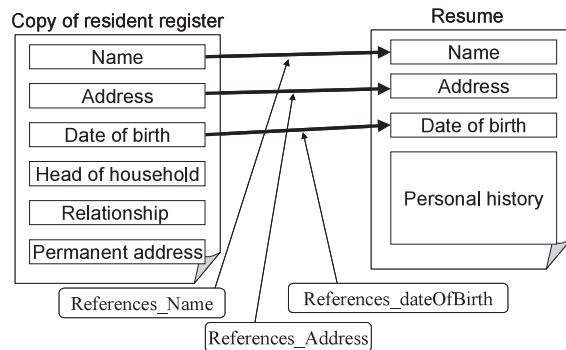 Copy of resident register
Name
Address
Date of birth
Head of household
Relationship
Permanent address
Resume
Name
Address
Date of birth
Personal history
References_Name
References_dateOfBirth
References_Address